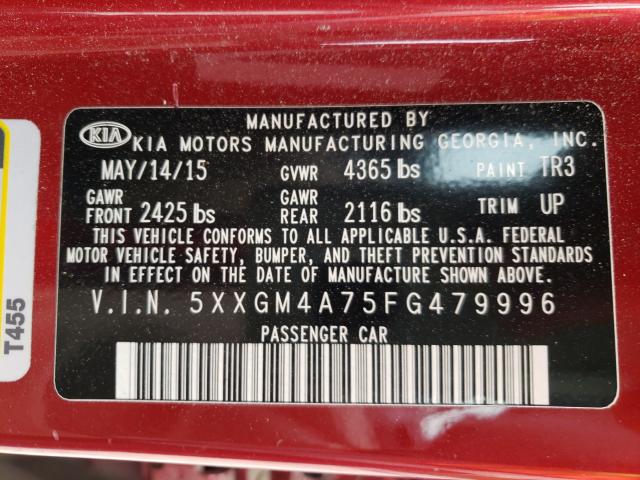 MANUFACTURED BY
KIA KIA MOTORS MANUFACTURING GEORGIA, INC.
MAY/14/15 GVWR 4365 lbs PAINT TR3
GAWR FRONT 2425 lbs GAWR REAR 2116 lbs TRIM UP
THIS VEHICLE CONFORMS TO ALL APPLICABLE U.S.A. FEDERAL
MOTOR VEHICLE SAFETY, BUMPER, AND THEFT PREVENTION STANDARDS
IN EFFECT ON THE DATE OF MANUFACTURE SHOWN ABOVE.
V.I.N. 5XXGM4A75FG479996
PASSENGER CAR
T455